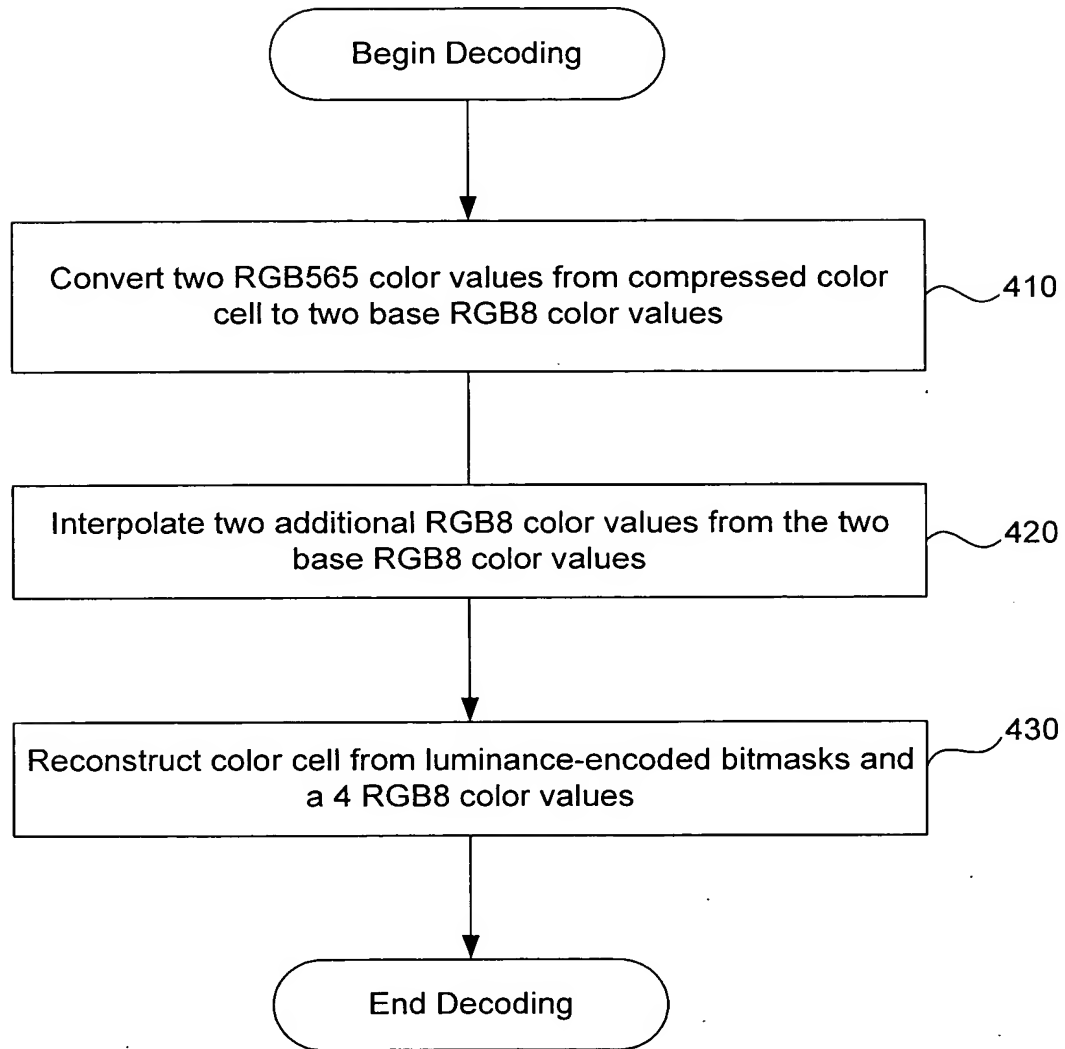 Begin Decoding
Convert two RGB565 color values from compressed color
cell to two base RGB8 color values
410
Interpolate two additional RGB8 color values from the two
base RGB8 color values
420
Reconstruct color cell from luminance-encoded bitmasks and
a 4 RGB8 color values
430
End Decoding